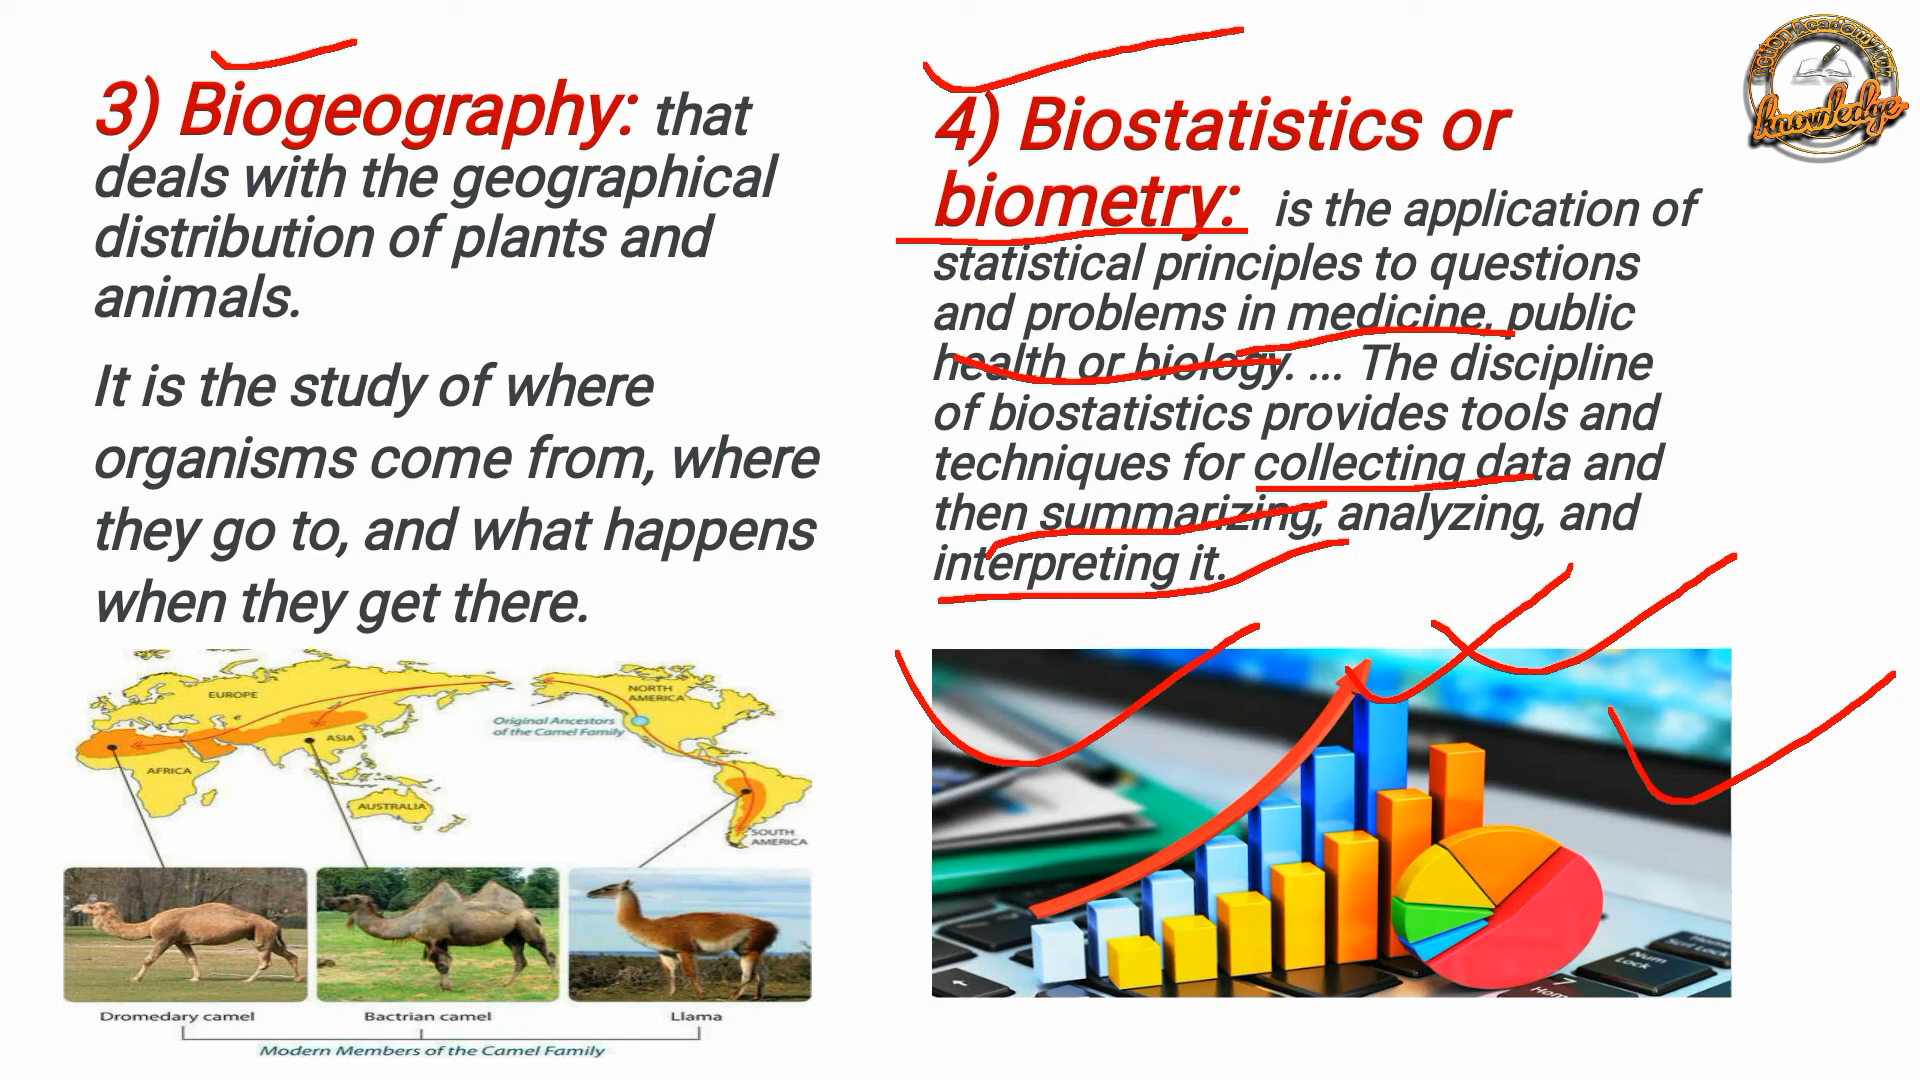 3) Biogeography: that
deals with the geographical
distribution of plants and
animals.
It is the study of where
organisms come from, where
they go to, and what happens
when they get there.
EUROPE
ASIA
AFRICA
AUSTRALIA
NORTH
AMERICA
Original Ancestors
of the Camel Family
SOUTH
AMERICA
Dromedary camel
Bactrian camel
Llama
Modern Members of the Camel Family
4) Biostatistics or
biometry: is the application of
statistical principles to questions
and problems in medicine, public
health or biology. ... The discipline
of biostatistics provides tools and
techniques for collecting data and
then summarizing, analyzing, and
interpreting it.
Num
Lock
7
Home
knowledge